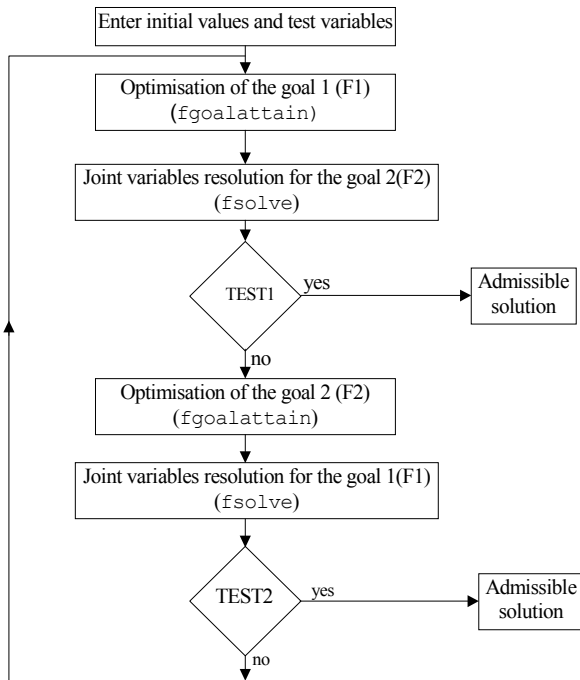 Enter initial values and test variables
Optimisation of the goal 1 (F1)
(fgoalattain)
Joint variables resolution for the goal 2(F2)
(fsolve)
TEST1
yes
Admissible
solution
no
Optimisation of the goal 2 (F2)
(fgoalattain)
Joint variables resolution for the goal 1(F1)
(fsolve)
TEST2
yes
Admissible
solution
no